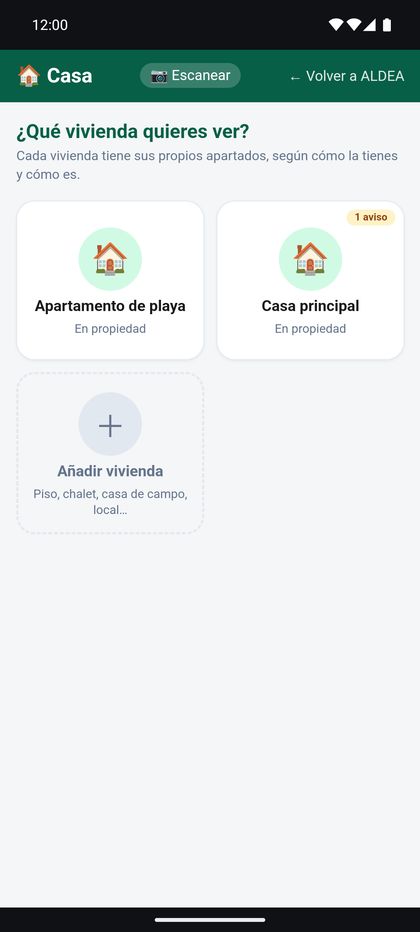 12:00
Casa
Escanear
← Volver a ALDEA
¿Qué vivienda quieres ver?
Cada vivienda tiene sus propios apartados, según cómo la tienes
y cómo es.
1 aviso
Apartamento de playa
En propiedad
Casa principal
En propiedad
Añadir vivienda
Piso, chalet, casa de campo,
local…